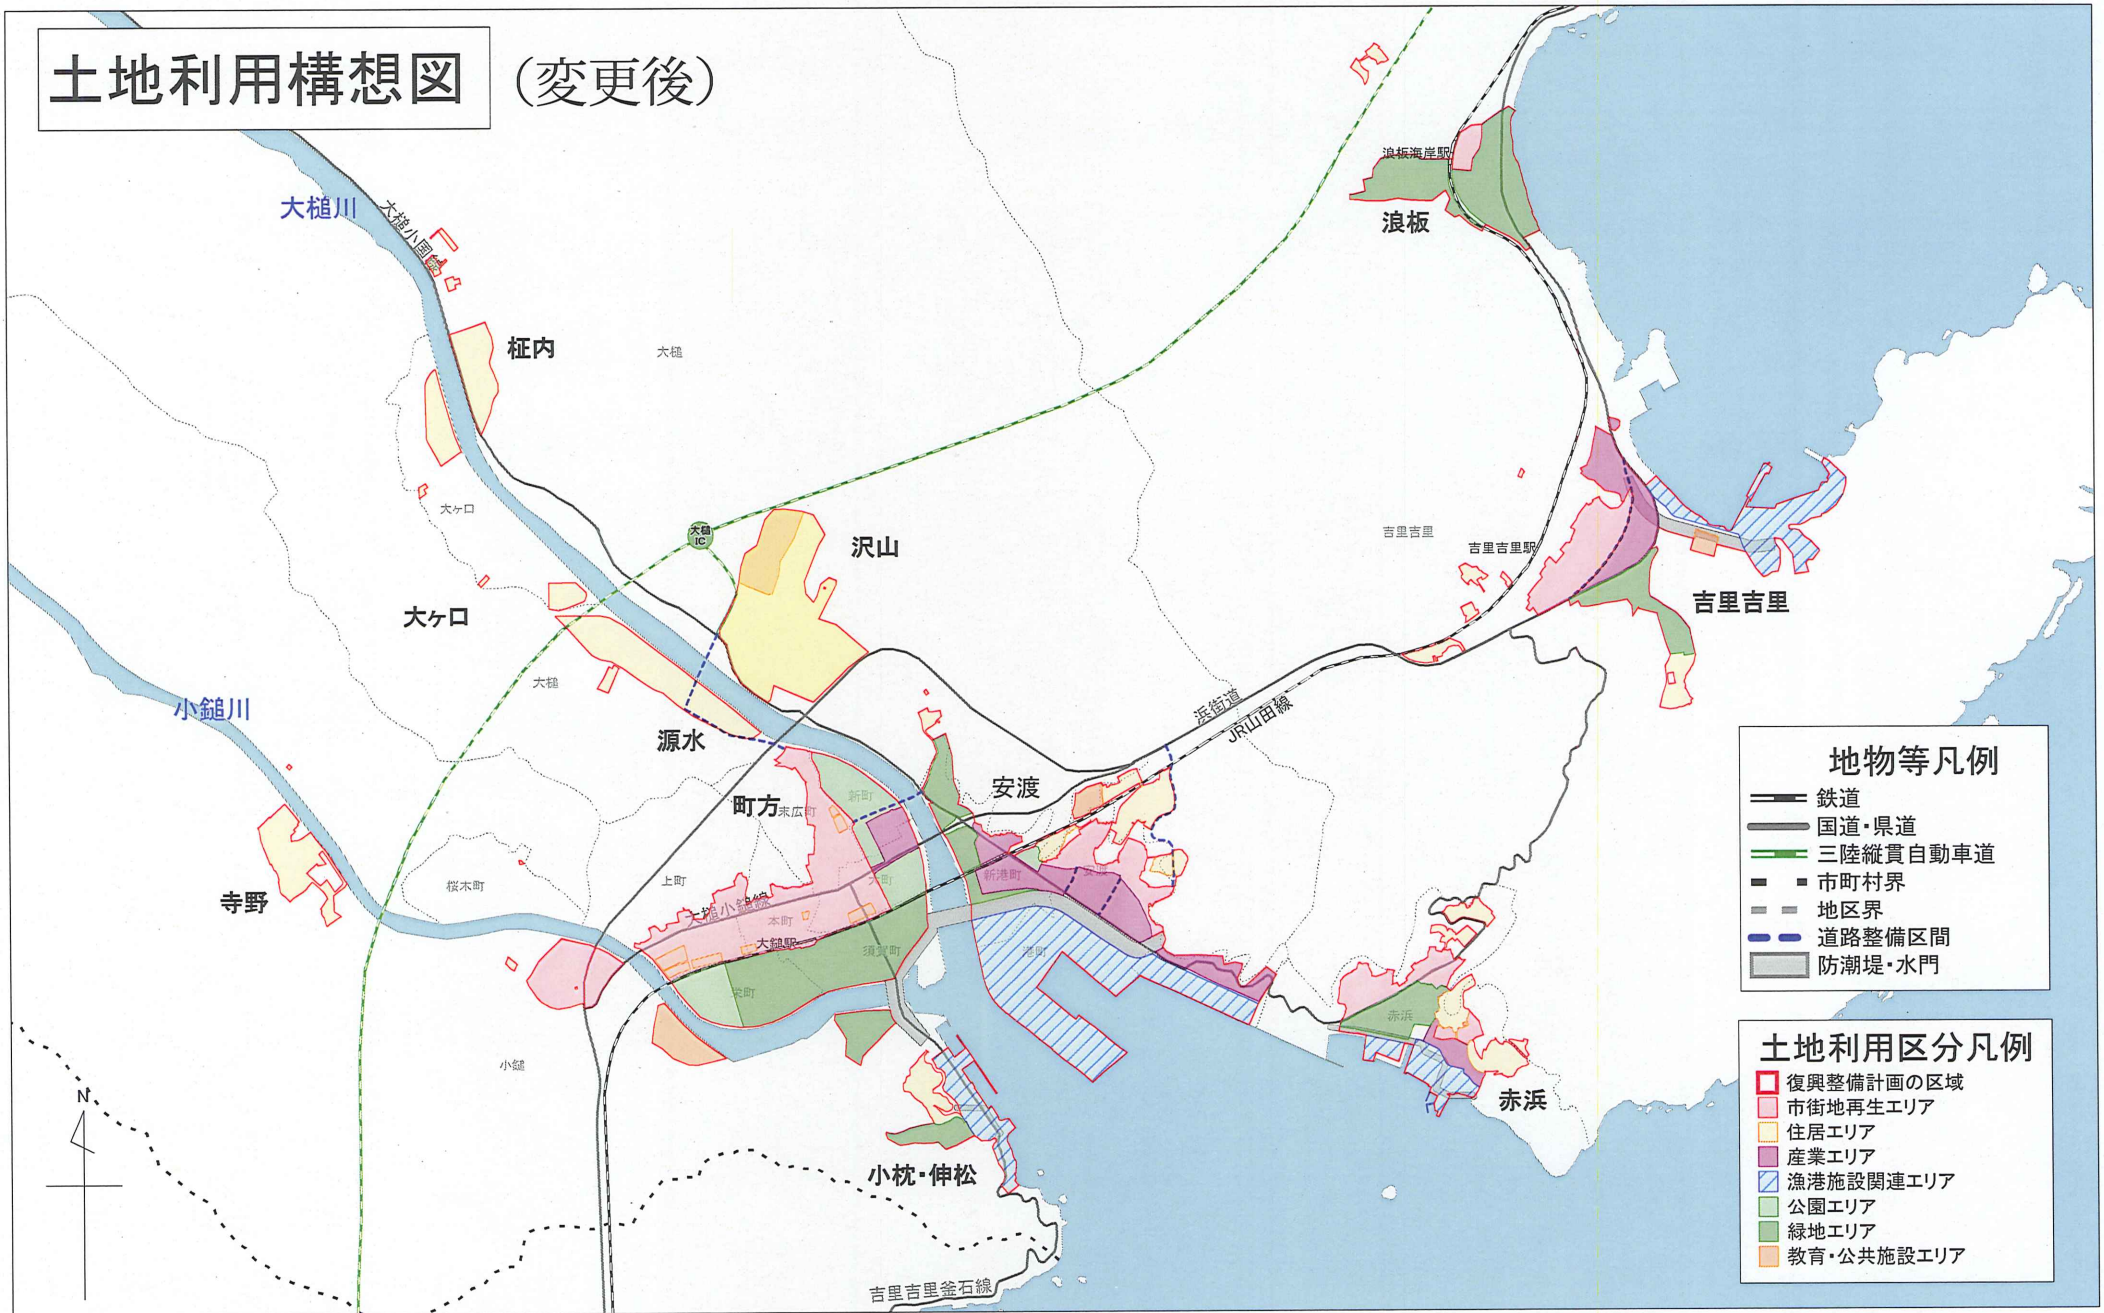 土地利用構想図
（変更後）
浪板海岸駅
浪板
大槌川
大槌小国線
柾内
大槌
大ヶ口
大槌
IC
沢山
吉里吉里
吉里吉里駅
吉里吉里
大ヶ口
大槌
小鎚川
源水
浜街道
JR山田線
安渡
町方
末広町
新町
寺野
桜木町
上町
大町
新港町
安渡
大槌小鎚線
本町
大鎚駅
須賀町
港町
栄町
赤浜
小鎚
赤浜
小枕・伸松
吉里吉里釜石線
N
地物等凡例
鉄道
国道・県道
三陸縦貫自動車道
市町村界
地区界
道路整備区間
防潮堤・水門
土地利用区分凡例
復興整備計画の区域
市街地再生エリア
住居エリア
産業エリア
漁港施設関連エリア
公園エリア
緑地エリア
教育・公共施設エリア